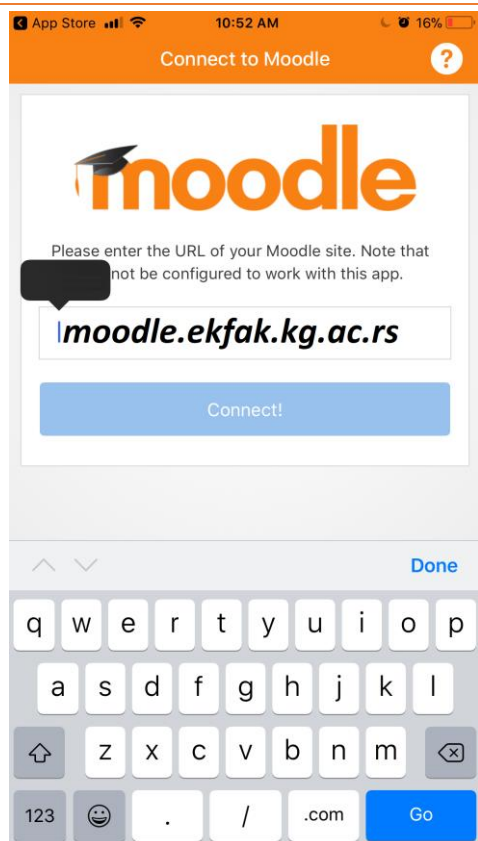 App Store 10:52 AM 16%
Connect to Moodle ?
moodle
Please enter the URL of your Moodle site. Note that
not be configured to work with this app.
moodle.ekfak.kg.ac.rs
Connect!
Done
q w e r t y u i o p
a s d f g h j k l
z x c v b n m
123 . / .com Go